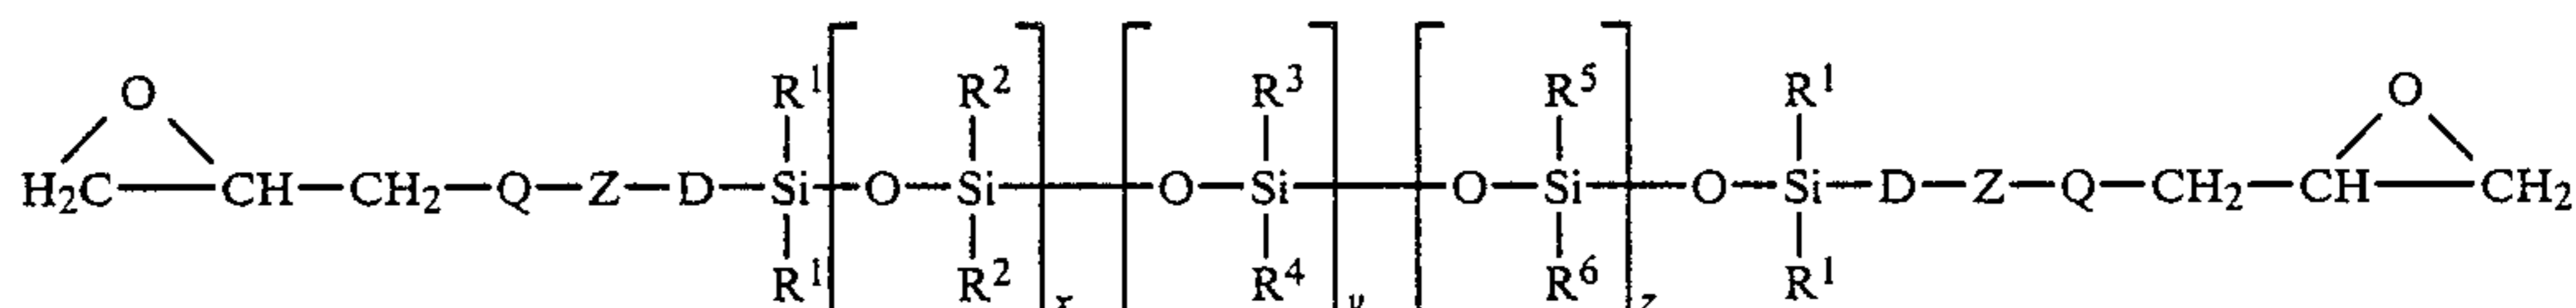 O O
R¹ R² R³ R⁵ R¹
H₂C—CH—CH₂—Q—Z—D—Si—O—Si—O—Si—O—Si—O—Si—D—Z—Q—CH₂—CH—CH₂
R¹ R² R⁴ R⁶ R¹
x y z